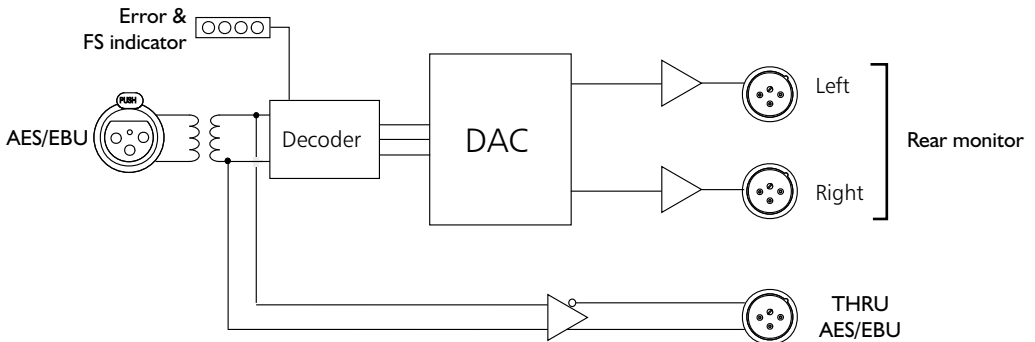 Error &
FS indicator
PUSH
AES/EBU
Decoder
DAC
Left
Right
Rear monitor
THRU
AES/EBU